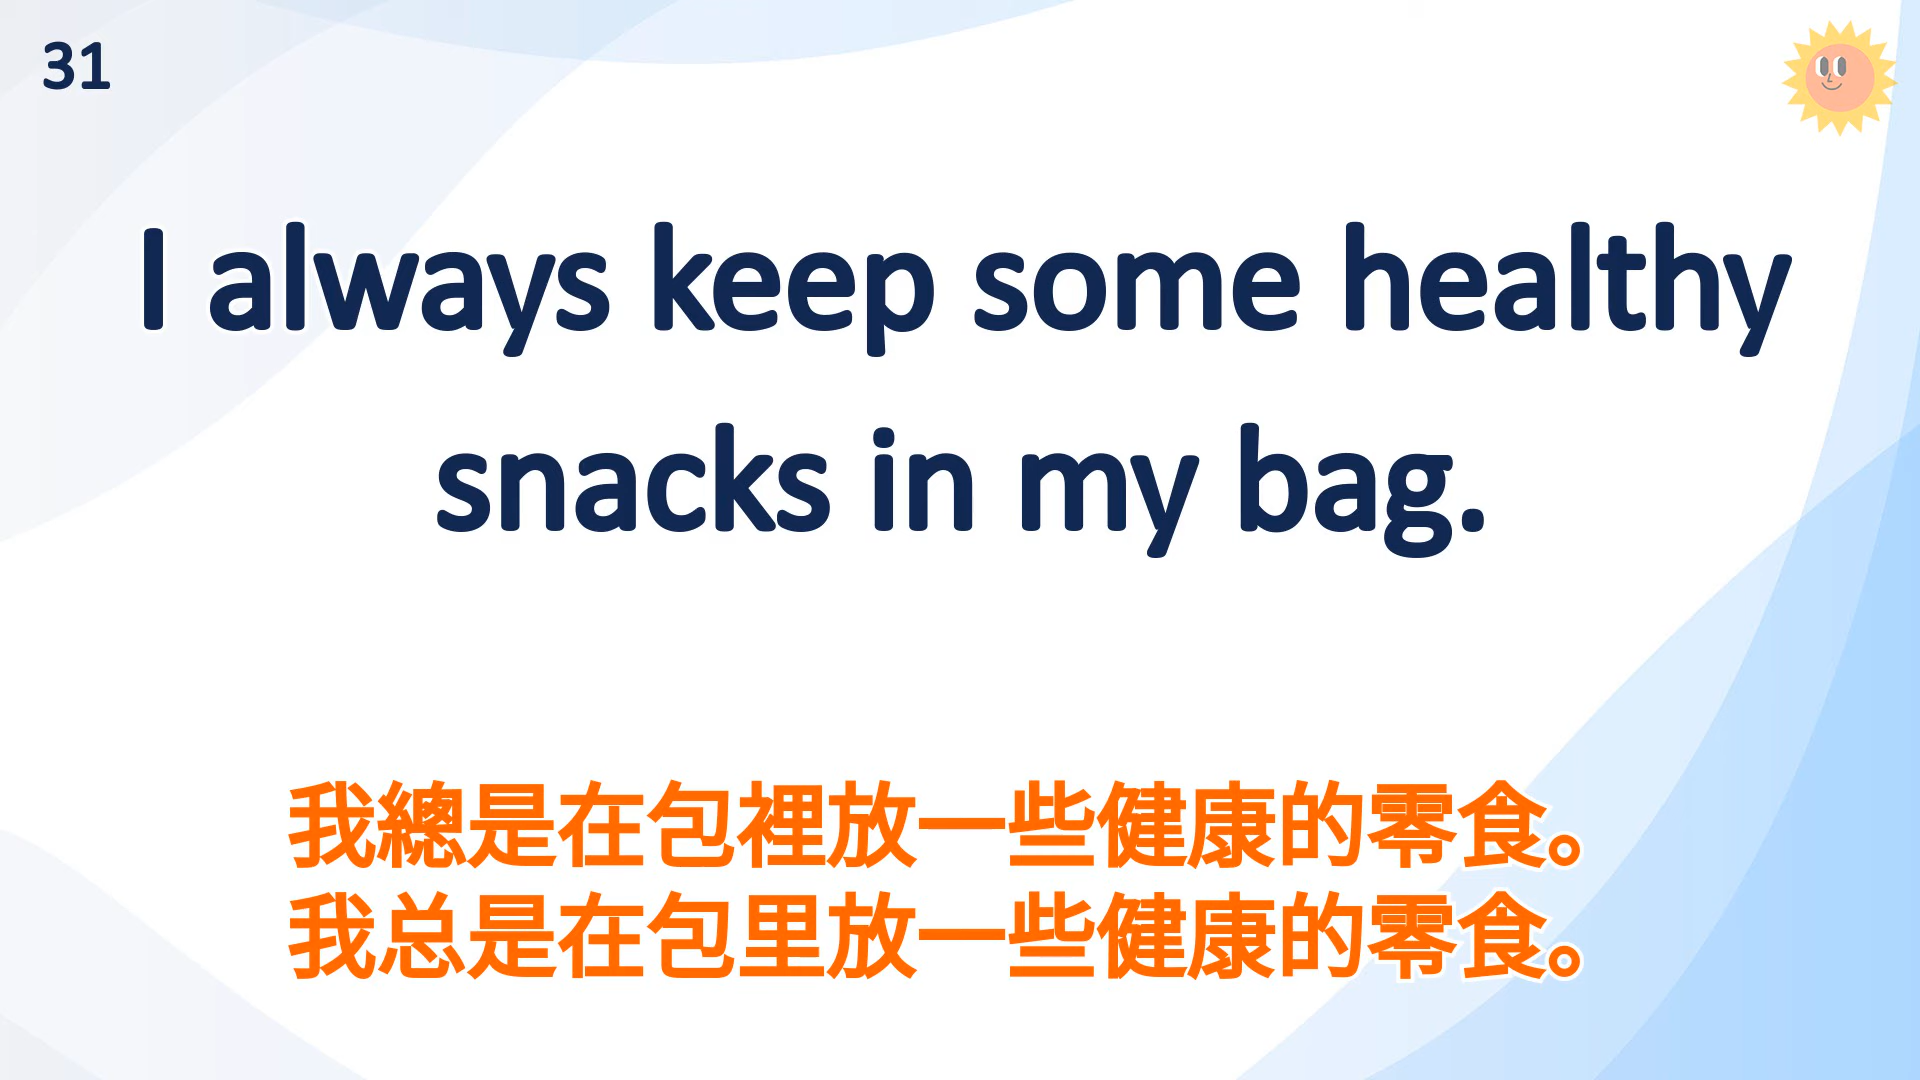 31
I always keep some healthy
snacks in my bag.
我總是在包裡放一些健康的零食。
我总是在包里放一些健康的零食。